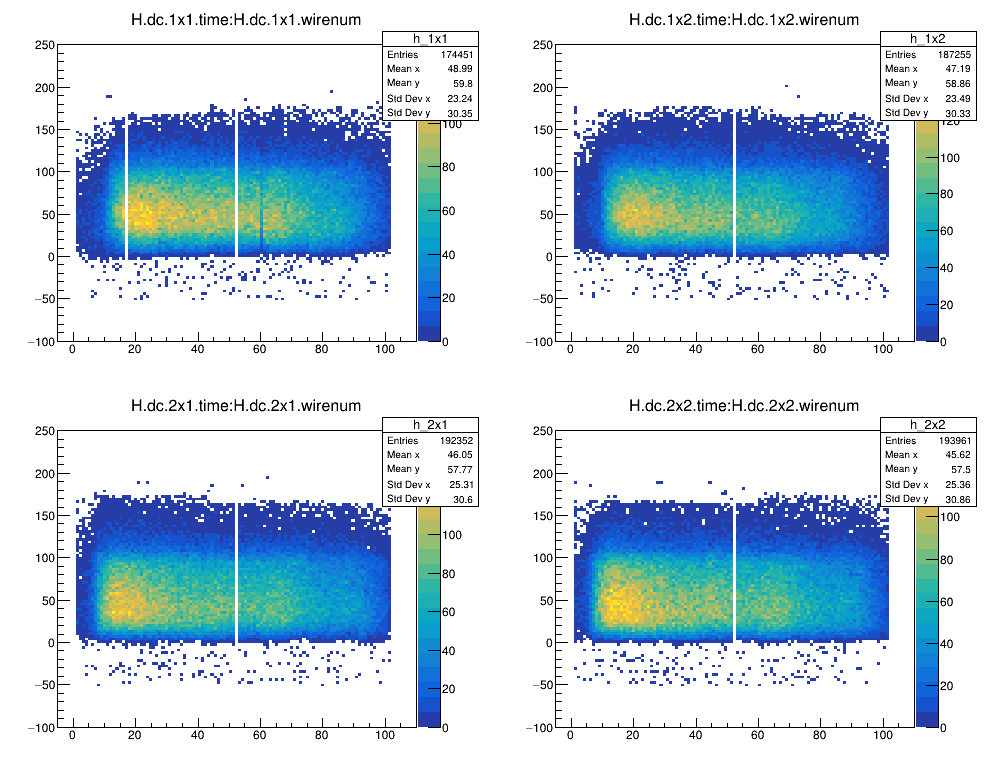 H.dc.1x1.time:H.dc.1x1.wirenum
h_1x1
Entries 174451
Mean x 48.99
Mean y 59.8
Std Dev x 23.24
Std Dev y 30.35
250
200
150
100
50
0
−50
−100
0 20 40 60 80 100
100
80
60
40
20
0
H.dc.1x2.time:H.dc.1x2.wirenum
h_1x2
Entries 187255
Mean x 47.19
Mean y 58.86
Std Dev x 23.49
Std Dev y 30.33
250
200
150
100
50
0
−50
−100
0 20 40 60 80 100
120
100
80
60
40
20
0
H.dc.2x1.time:H.dc.2x1.wirenum
h_2x1
Entries 192352
Mean x 46.05
Mean y 57.77
Std Dev x 25.31
Std Dev y 30.6
250
200
150
100
50
0
−50
−100
0 20 40 60 80 100
100
80
60
40
20
0
H.dc.2x2.time:H.dc.2x2.wirenum
h_2x2
Entries 193961
Mean x 45.62
Mean y 57.5
Std Dev x 25.36
Std Dev y 30.86
250
200
150
100
50
0
−50
−100
0 20 40 60 80 100
100
80
60
40
20
0